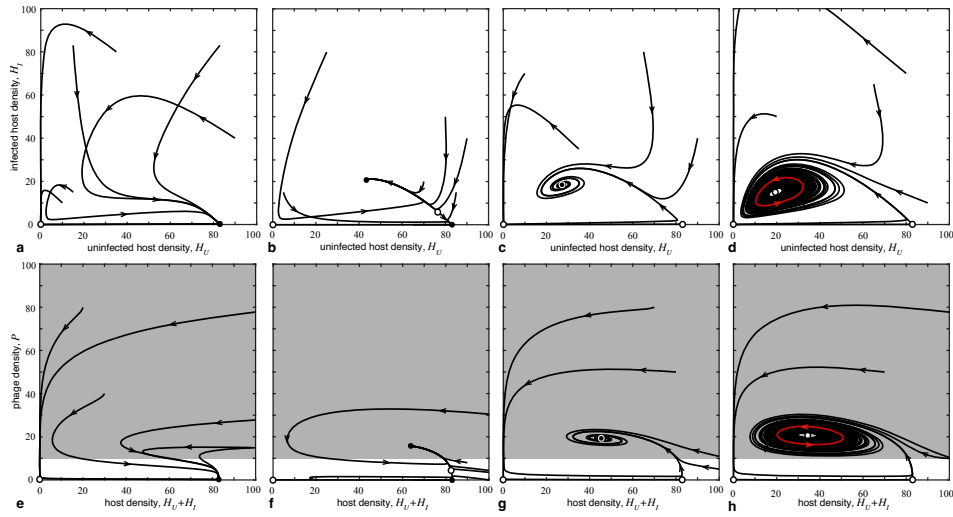 100
80
60
40
20
0
infected host density, H_I
0 20 40 60 80 100
a uninfected host density, H_U
0 20 40 60 80 100
b uninfected host density, H_U
0 20 40 60 80 100
c uninfected host density, H_U
0 20 40 60 80 100
d uninfected host density, H_U
100
80
60
40
20
0
phage density, P
0 20 40 60 80 100
e host density, H_U+H_I
0 20 40 60 80 100
f host density, H_U+H_I
0 20 40 60 80 100
g host density, H_U+H_I
0 20 40 60 80 100
h host density, H_U+H_I